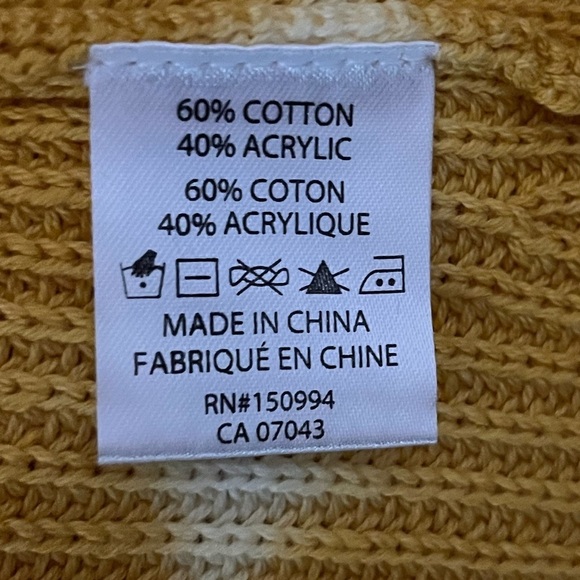 60% COTTON
40% ACRYLIC
60% COTON
40% ACRYLIQUE
MADE IN CHINA
FABRIQUÉ EN CHINE
RN#150994
CA 07043